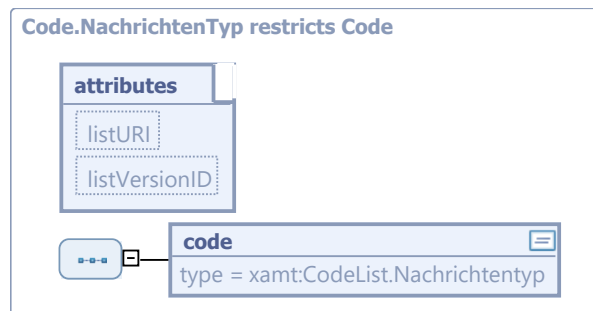 Code.NachrichtenTyp restricts Code
attributes
listURI
listVersionID
code
type = xamt:CodeList.Nachrichtentyp